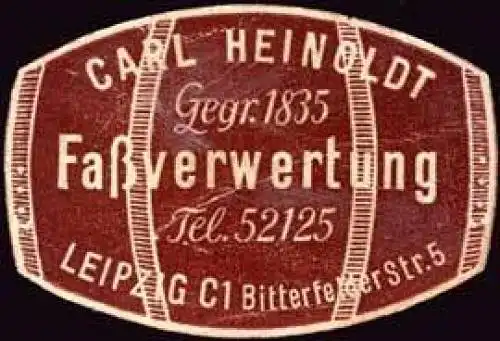 CARL HEINOLDT
Gegr. 1835
Faßverwertung
Tel. 52125
LEIPZIG C1 Bitterfelder Str. 5